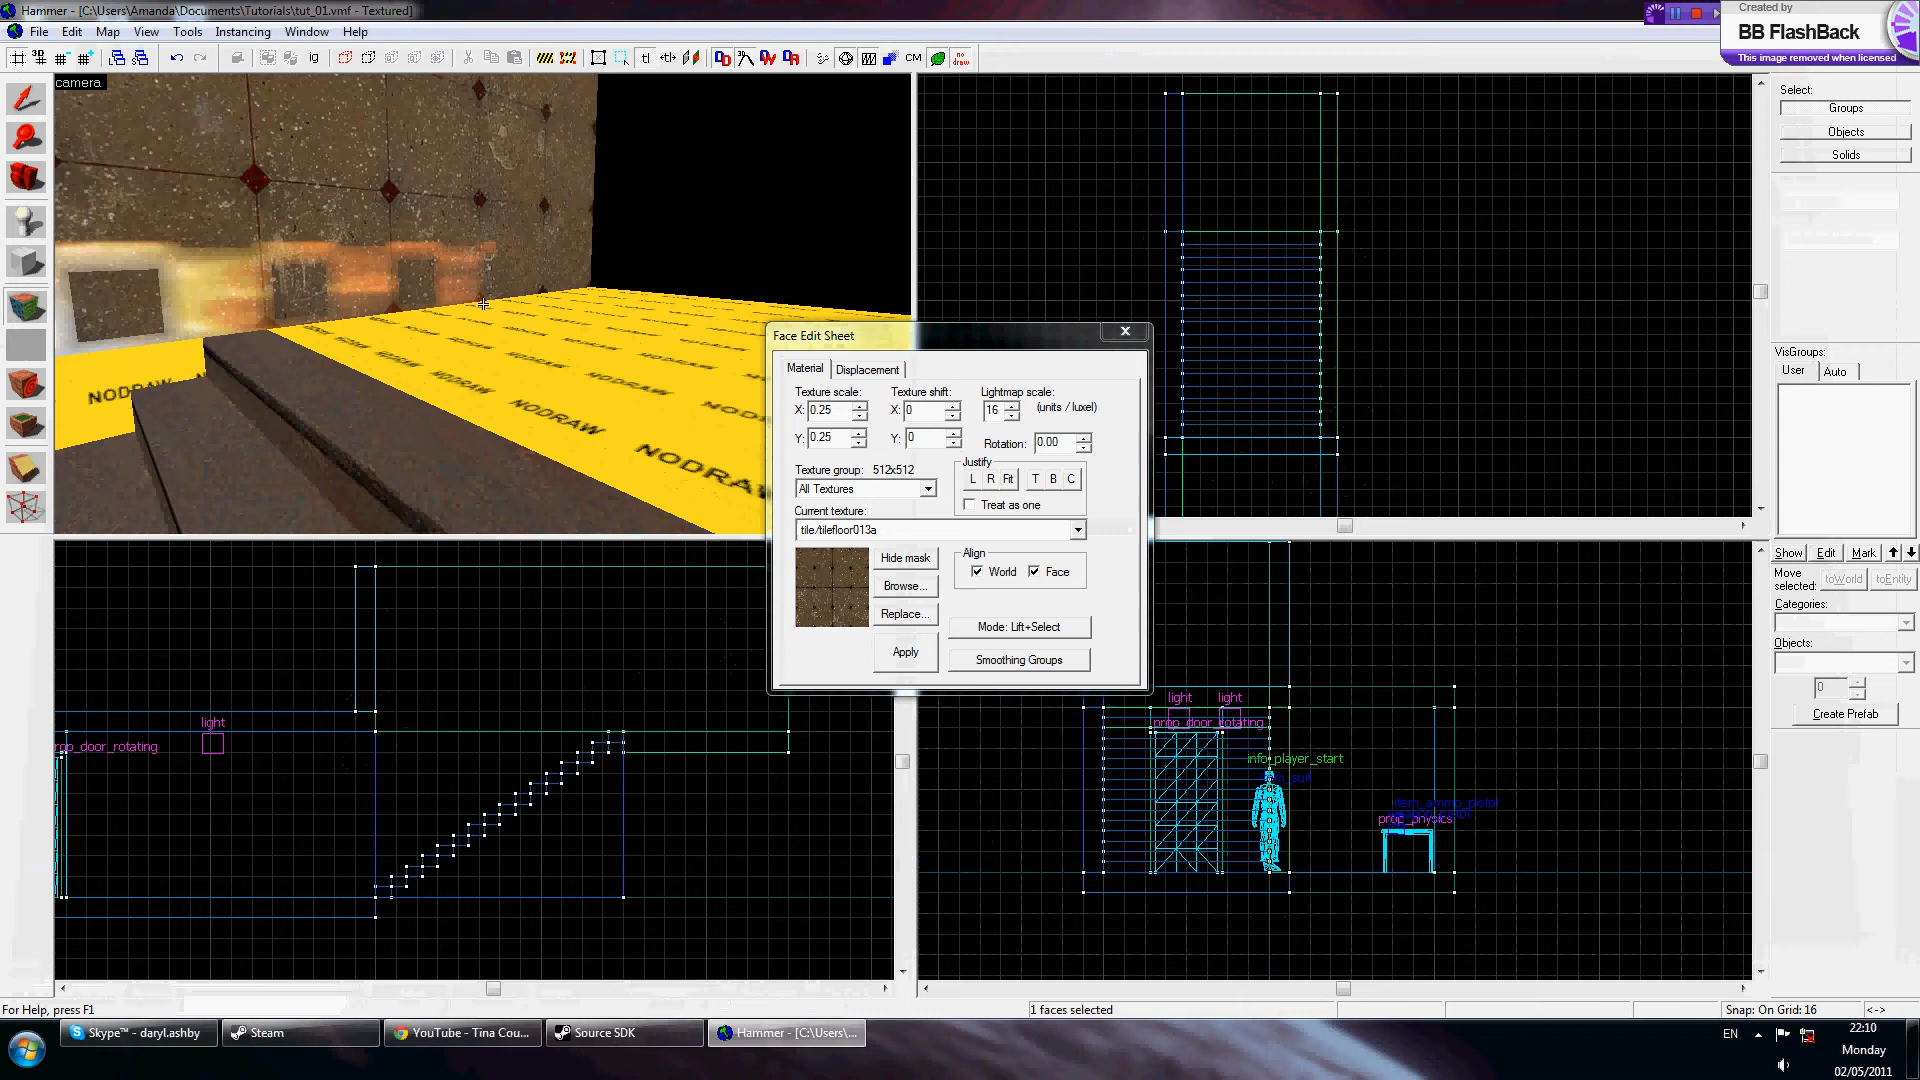 Hammer - [C:\Users\Amanda\Documents\Tutorials\tut_01.vmf - Textured]
Created by
BB FlashBack
This image removed when licensed
File Edit Map View Tools Instancing Window Help
3D
ig
tl
CM
camera
Select:
Groups
Objects
Solids
VisGroups:
User Auto
Show Edit Mark
Move selected: toWorld toEntity
Categories:
Objects:
0
Create Prefab
NODRAW
NODRAW
NODRAW
Face Edit Sheet
Material Displacement
Texture scale: Texture shift: Lightmap scale:
X: 0.25 X: 0 16 (units / luxel)
Y: 0.25 Y: 0 Rotation: 0.00
Texture group: 512x512 Justify
All Textures L R Fit T B C
Treat as one
Current texture:
tile/tilefloor013a
Hide mask Align
World Face
Browse...
Replace...
Mode: Lift+Select
Apply
Smoothing Groups
light
prop_door_rotating
light light
prop_door_rotating
info_player_start
item_ammo_pistol
prop_physics
For Help, press F1
1 faces selected
Snap: On Grid: 16 <->
Skype™ - daryl.ashby
Steam
YouTube - Tina Cou...
Source SDK
Hammer - [C:\Users\...
EN
22:10
Monday
02/05/2011